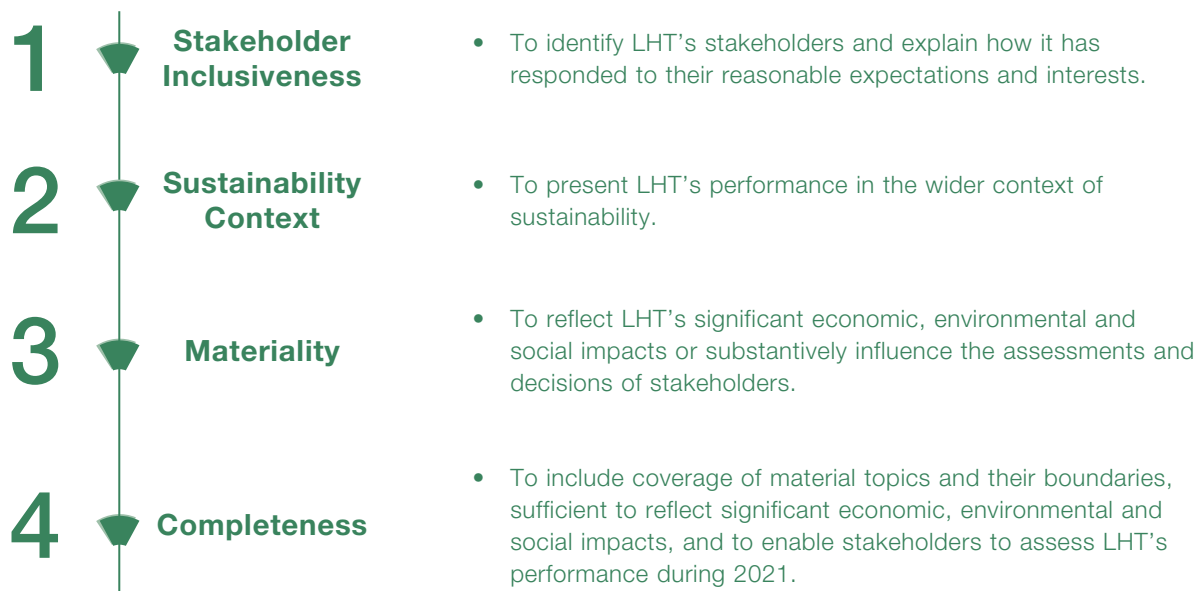 1
Stakeholder
Inclusiveness
• To identify LHT’s stakeholders and explain how it has
responded to their reasonable expectations and interests.
2
Sustainability
Context
• To present LHT’s performance in the wider context of
sustainability.
3
Materiality
• To reflect LHT’s significant economic, environmental and
social impacts or substantively influence the assessments and
decisions of stakeholders.
4
Completeness
• To include coverage of material topics and their boundaries,
sufficient to reflect significant economic, environmental and
social impacts, and to enable stakeholders to assess LHT’s
performance during 2021.